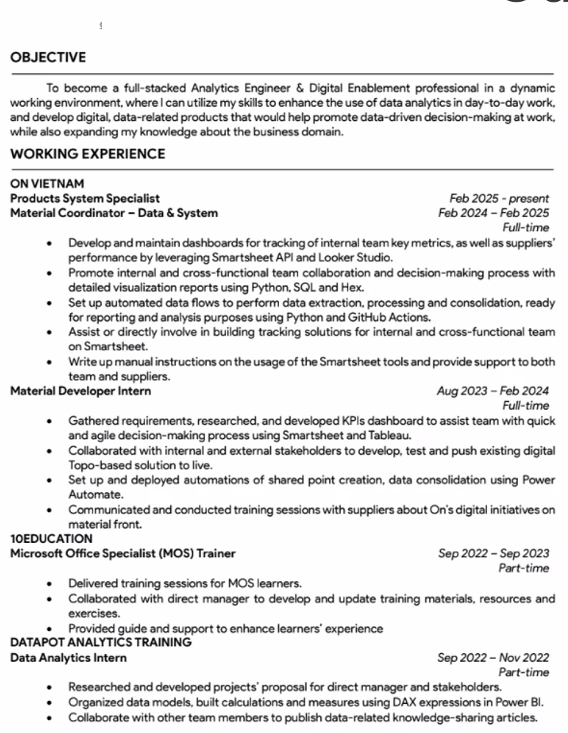 OBJECTIVE
To become a full-stacked Analytics Engineer & Digital Enablement professional in a dynamic
working environment, where I can utilize my skills to enhance the use of data analytics in day-to-day work,
and develop digital, data-related products that would help promote data-driven decision-making at work,
while also expanding my knowledge about the business domain.
WORKING EXPERIENCE
ON VIETNAM
Products System Specialist Feb 2025 - present
Material Coordinator – Data & System Feb 2024 – Feb 2025
Full-time
• Develop and maintain dashboards for tracking of internal team key metrics, as well as suppliers'
performance by leveraging Smartsheet API and Looker Studio.
• Promote internal and cross-functional team collaboration and decision-making process with
detailed visualization reports using Python, SQL and Hex.
• Set up automated data flows to perform data extraction, processing and consolidation, ready
for reporting and analysis purposes using Python and GitHub Actions.
• Assist or directly involve in building tracking solutions for internal and cross-functional team
on Smartsheet.
• Write up manual instructions on the usage of the Smartsheet tools and provide support to both
team and suppliers.
Material Developer Intern Aug 2023 – Feb 2024
Full-time
• Gathered requirements, researched, and developed KPIs dashboard to assist team with quick
and agile decision-making process using Smartsheet and Tableau.
• Collaborated with internal and external stakeholders to develop, test and push existing digital
Topo-based solution to live.
• Set up and deployed automations of shared point creation, data consolidation using Power
Automate.
• Communicated and conducted training sessions with suppliers about On's digital initiatives on
material front.
10EDUCATION
Microsoft Office Specialist (MOS) Trainer Sep 2022 – Sep 2023
Part-time
• Delivered training sessions for MOS learners.
• Collaborated with direct manager to develop and update training materials, resources and
exercises.
• Provided guide and support to enhance learners' experience
DATAPOT ANALYTICS TRAINING
Data Analytics Intern Sep 2022 – Nov 2022
Part-time
• Researched and developed projects' proposal for direct manager and stakeholders.
• Organized data models, built calculations and measures using DAX expressions in Power BI.
• Collaborate with other team members to publish data-related knowledge-sharing articles.